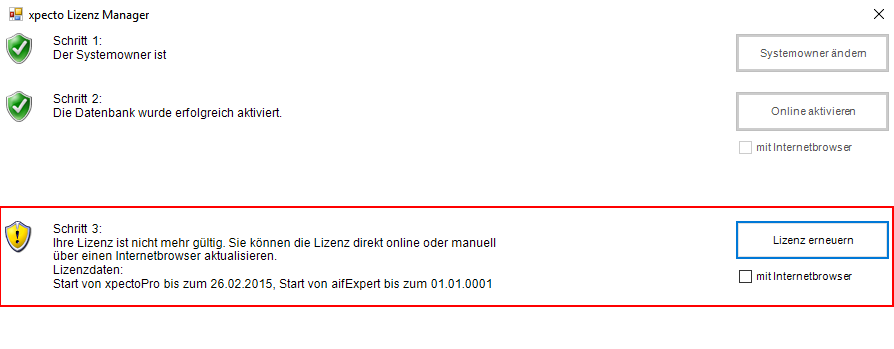 xpecto Lizenz Manager
Schritt 1:
Der Systemowner ist
Systemowner ändern
Schritt 2:
Die Datenbank wurde erfolgreich aktiviert.
Online aktivieren
mit Internetbrowser
Schritt 3:
Ihre Lizenz ist nicht mehr gültig. Sie können die Lizenz direkt online oder manuell
über einen Internetbrowser aktualisieren.
Lizenzdaten:
Start von xpectoPro bis zum 26.02.2015, Start von aifExpert bis zum 01.01.0001
Lizenz erneuern
mit Internetbrowser